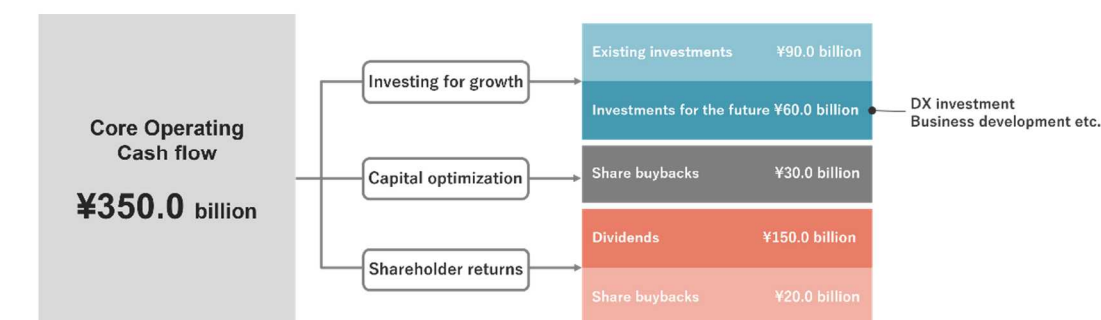 Core Operating
Cash flow
¥350.0 billion
Investing for growth
Capital optimization
Shareholder returns
Existing investments ¥90.0 billion
Investments for the future ¥60.0 billion
Share buybacks ¥30.0 billion
Dividends ¥150.0 billion
Share buybacks ¥20.0 billion
DX investment
Business development etc.